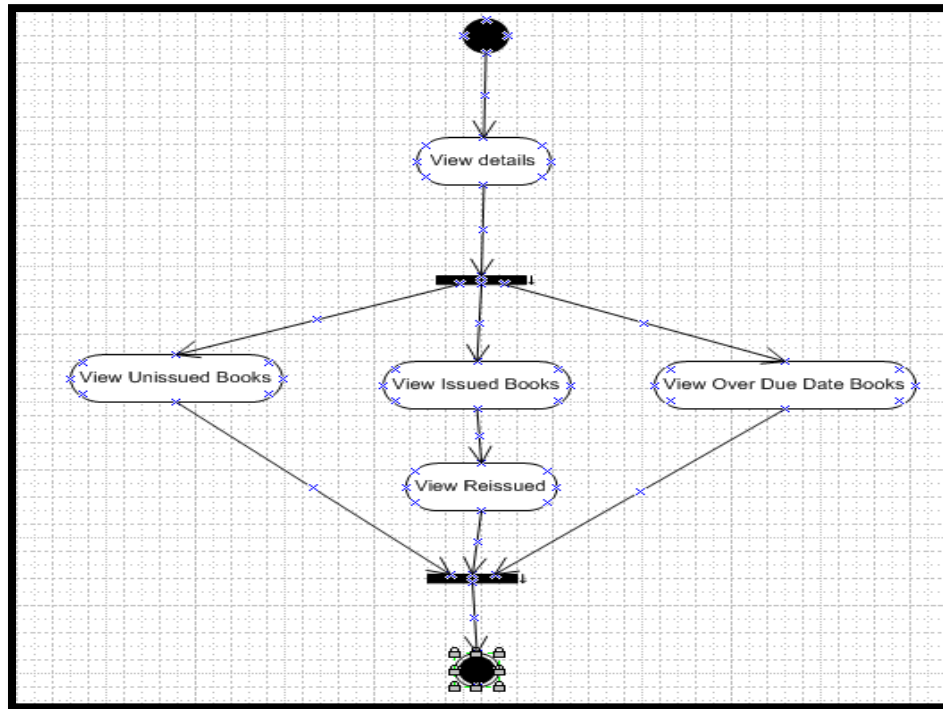 View details
View Unissued Books
View Issued Books
View Over Due Date Books
View Reissued